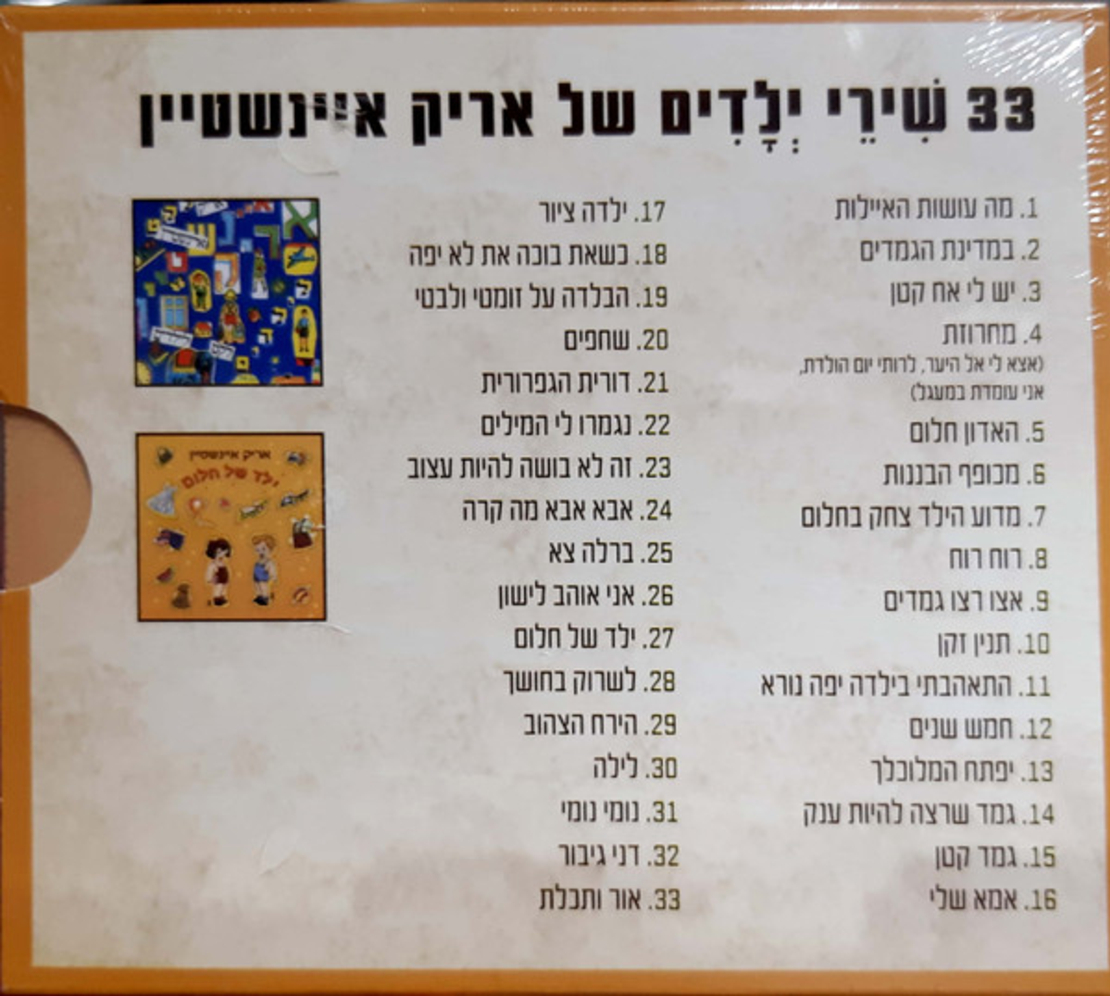 33 שִׁירֵי יְלָדִים של אריק איינשטיין
1. מה עושות האיילות
2. במדינת הגמדים
3. יש לי אח קטן
4. מחרוזת
(אצא לי אל היער, לרותי יום הולדת,
אני עומדת במעגל)
5. האדון חלום
6. מכופף הבננות
7. מדוע הילד צחק בחלום
8. רוח רוח
9. אצו רצו גמדים
10. תנין זקן
11. התאהבתי בילדה יפה נורא
12. חמש שנים
13. יפתח המלוכלך
14. גמד שרצה להיות ענק
15. גמד קטן
16. אמא שלי
17. ילדה ציור
18. כשאת בוכה את לא יפה
19. הבלדה על זומטי ולבטי
20. שחפים
21. דורית הגפרורית
22. נגמרו לי המילים
23. זה לא בושה להיות עצוב
24. אבא אבא מה קרה
25. ברלה צא
26. אני אוהב לישון
27. ילד של חלום
28. לשרוק בחושך
29. הירח הצהוב
30. לילה
31. נומי נומי
32. דני גיבור
33. אור ותכלת
אריק איינשטיין
ילד של חלום